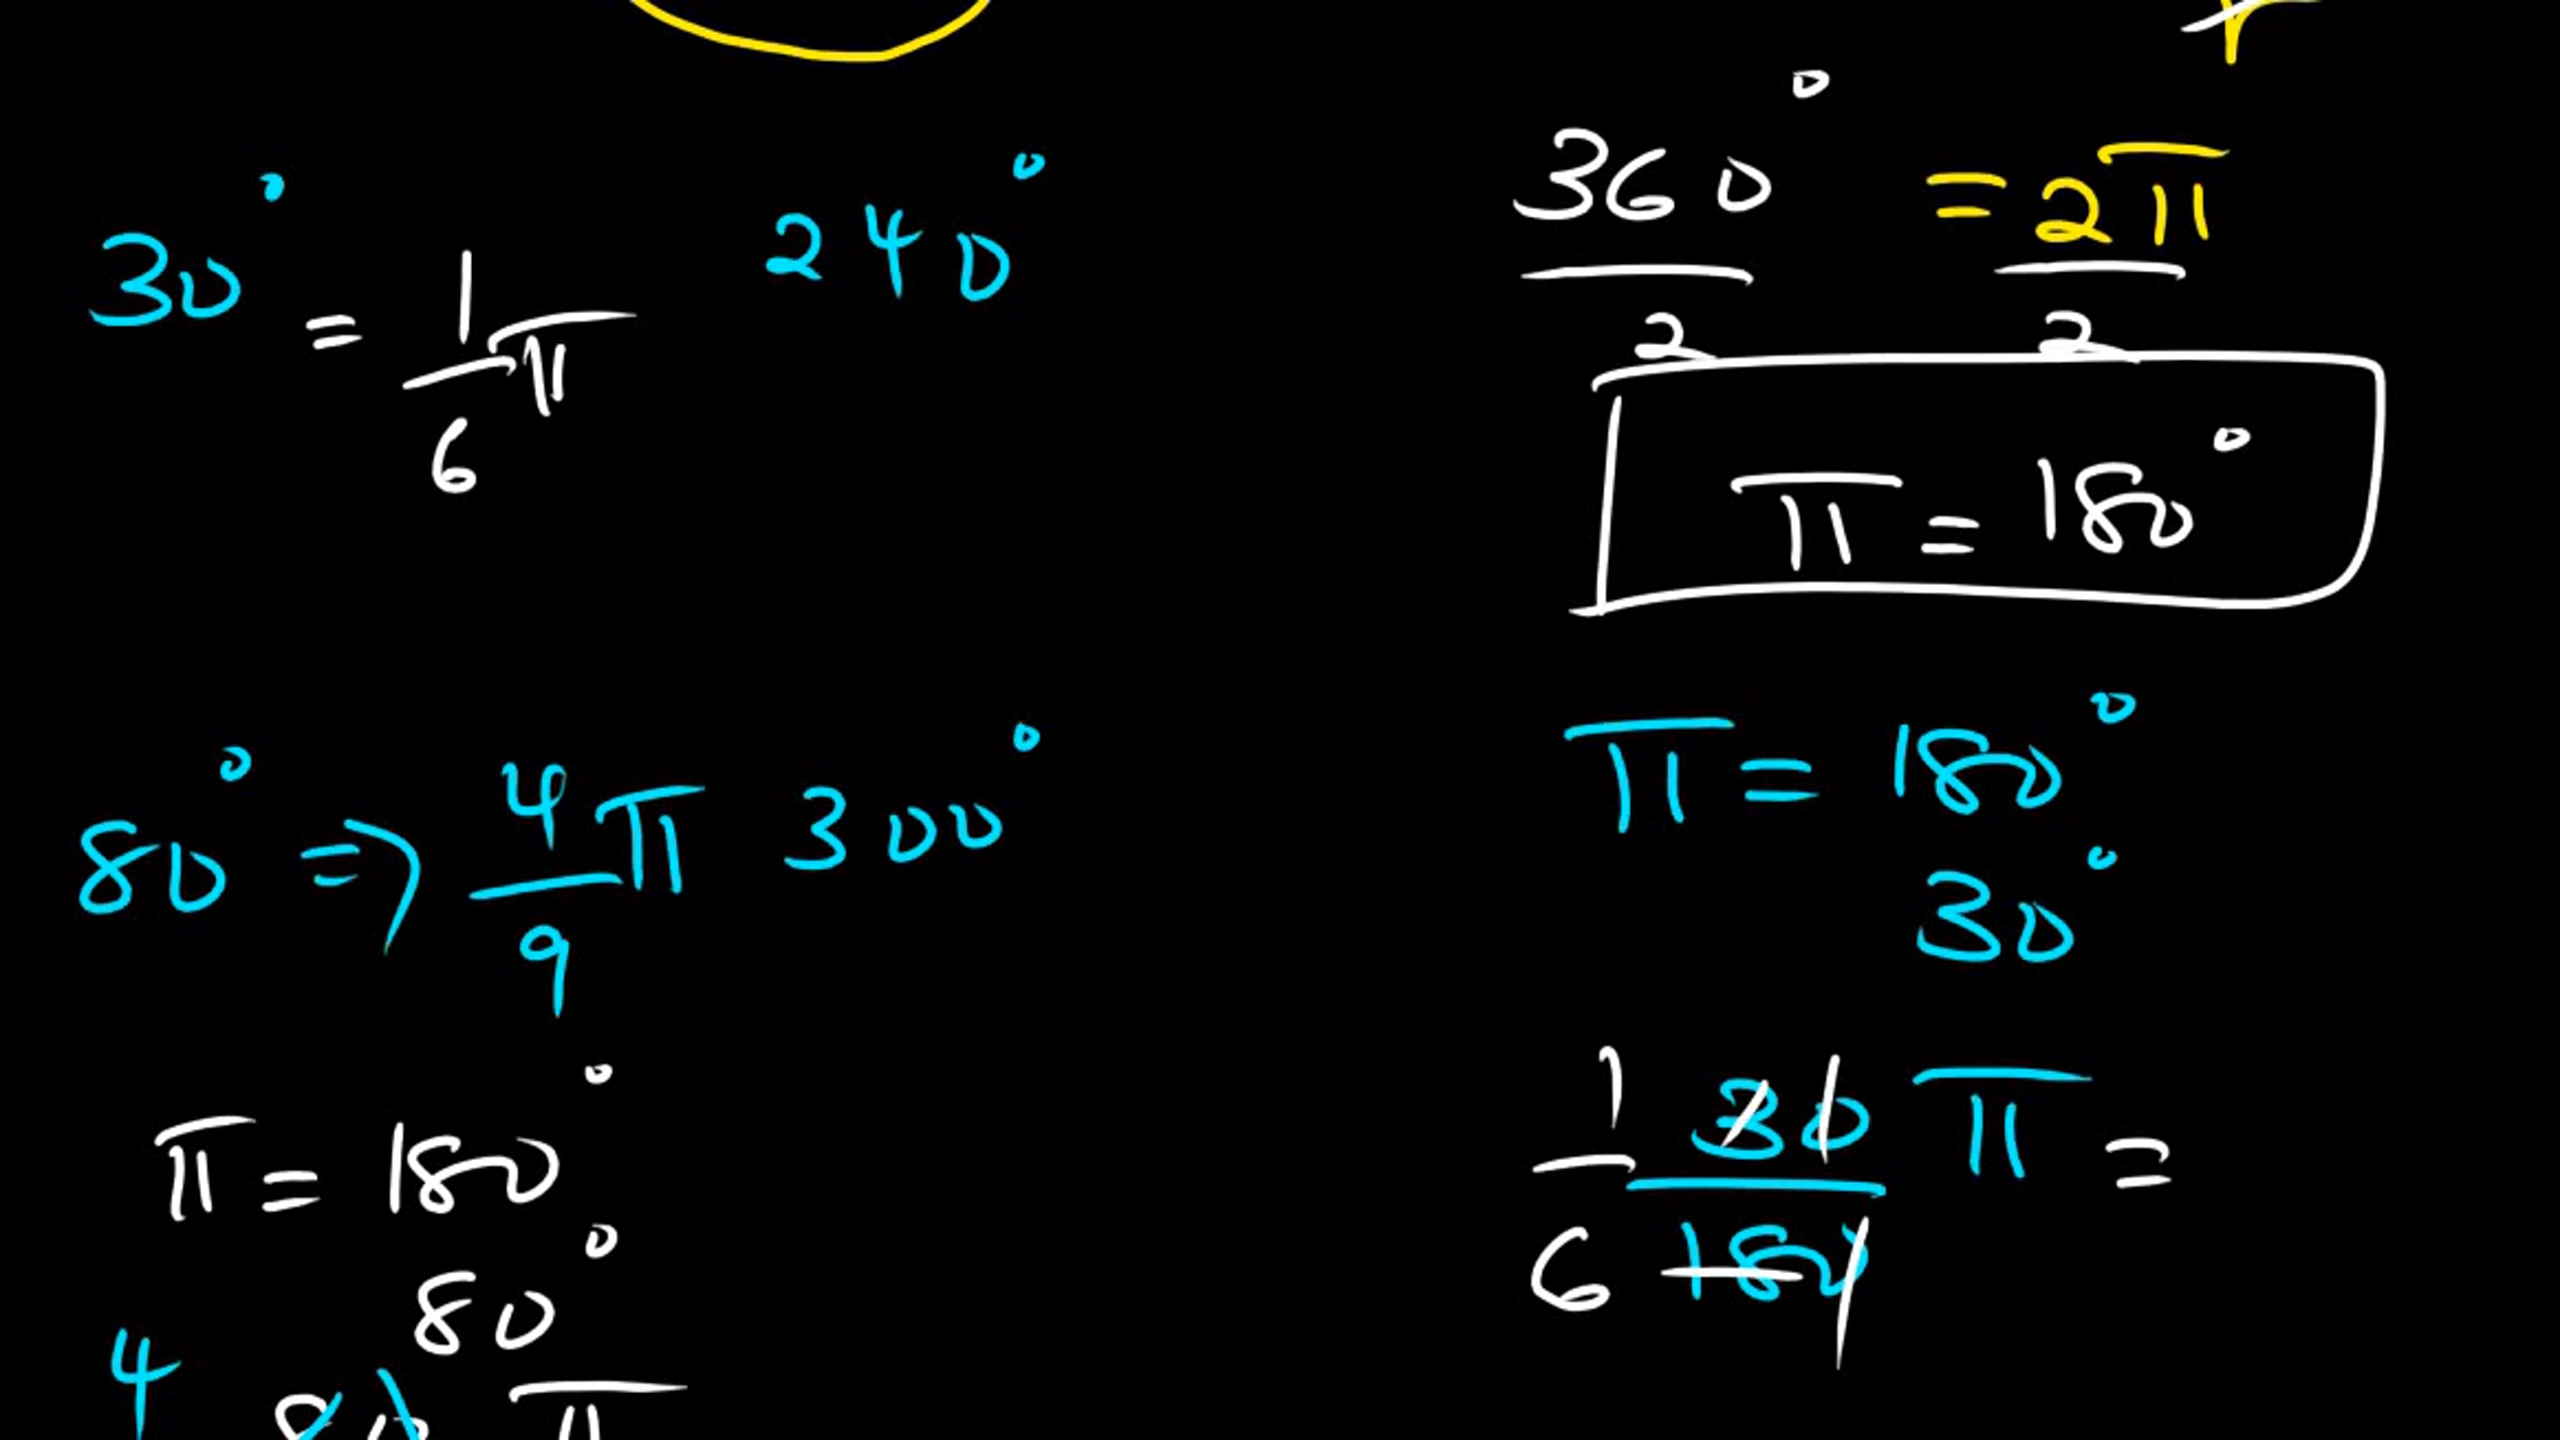 30° = 1/6 π
240°
80° => 4/9 π
300°
π = 180°
80°
4 80 π
360°/2 = 2π/2
π = 180°
π = 180°
30°
1/6 30/180 π =